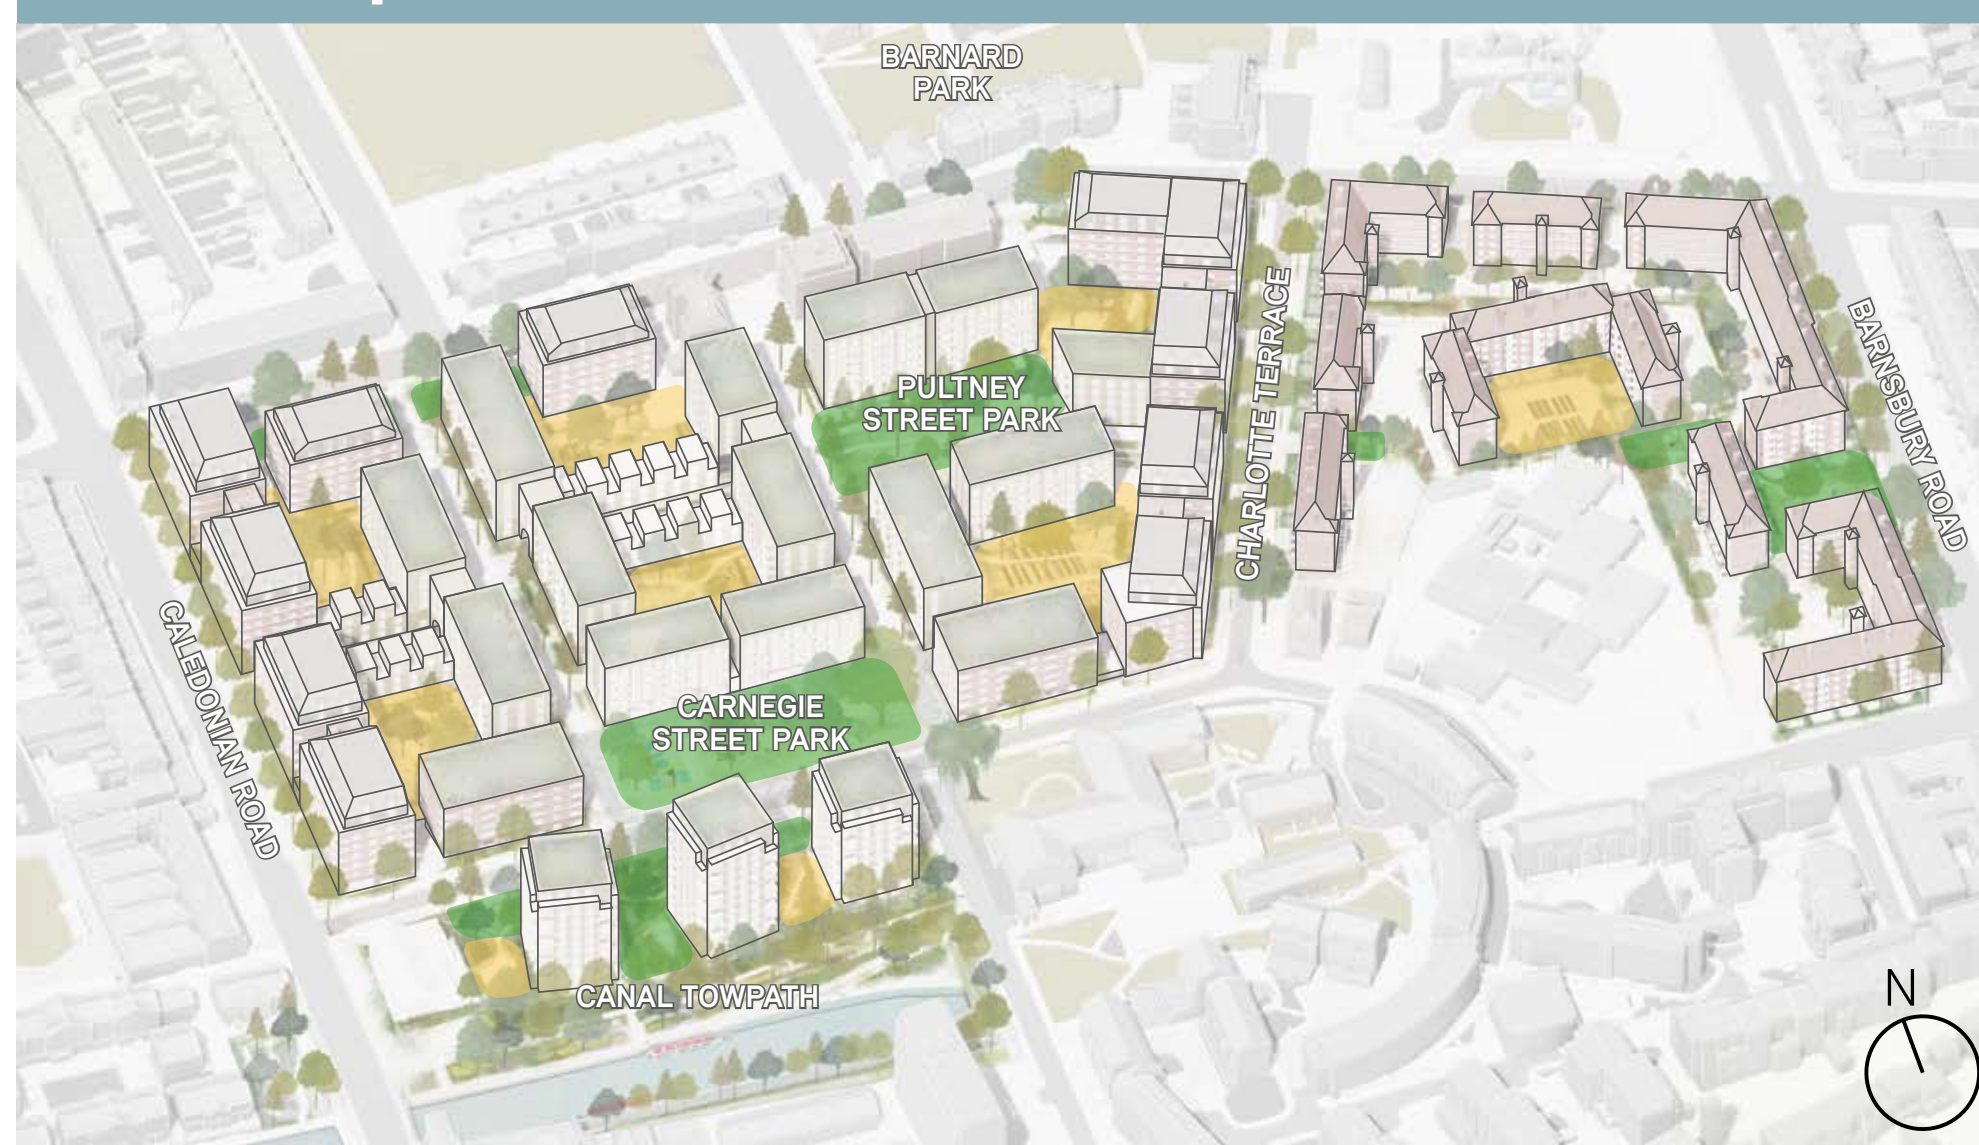 BARNARD
PARK
PULTNEY
STREET PARK
CHARLOTTE TERRACE
BARNSBURY ROAD
CALEDONIAN ROAD
CARNEGIE
STREET PARK
CANAL TOWPATH
N